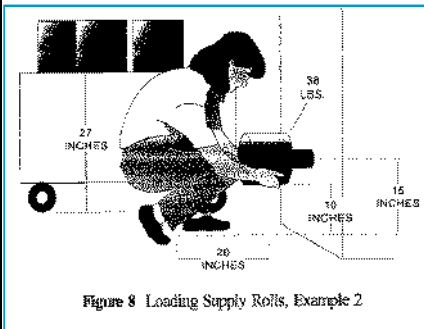 38
LBS.
27
INCHES
15
INCHES
10
INCHES
20
INCHES
Figure 8 Loading Supply Rolls, Example 2